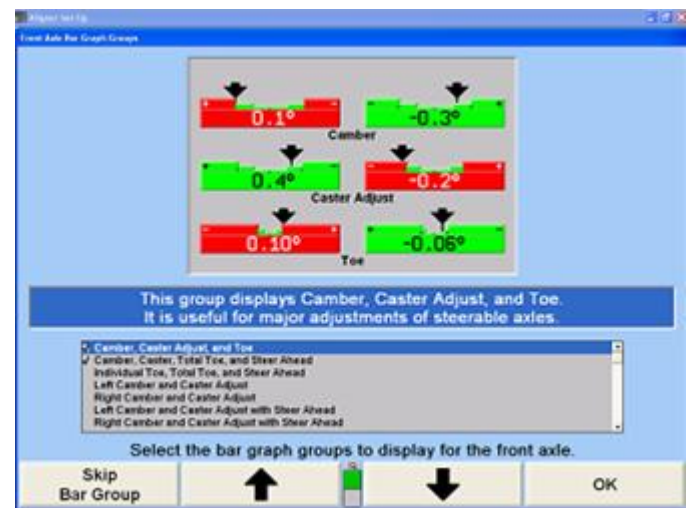 Aligner Set-Up
Front Axle Bar Graph Groups
0.1°
-0.3°
Camber
0.4°
-0.2°
Caster Adjust
0.10°
-0.06°
Toe
This group displays Camber, Caster Adjust, and Toe.
It is useful for major adjustments of steerable axles.
Camber, Caster Adjust, and Toe
Camber, Caster, Total Toe, and Steer Ahead
Individual Toe, Total Toe, and Steer Ahead
Left Camber and Caster Adjust
Right Camber and Caster Adjust
Left Camber and Caster Adjust with Steer Ahead
Right Camber and Caster Adjust with Steer Ahead
Select the bar graph groups to display for the front axle.
Skip
Bar Group
OK